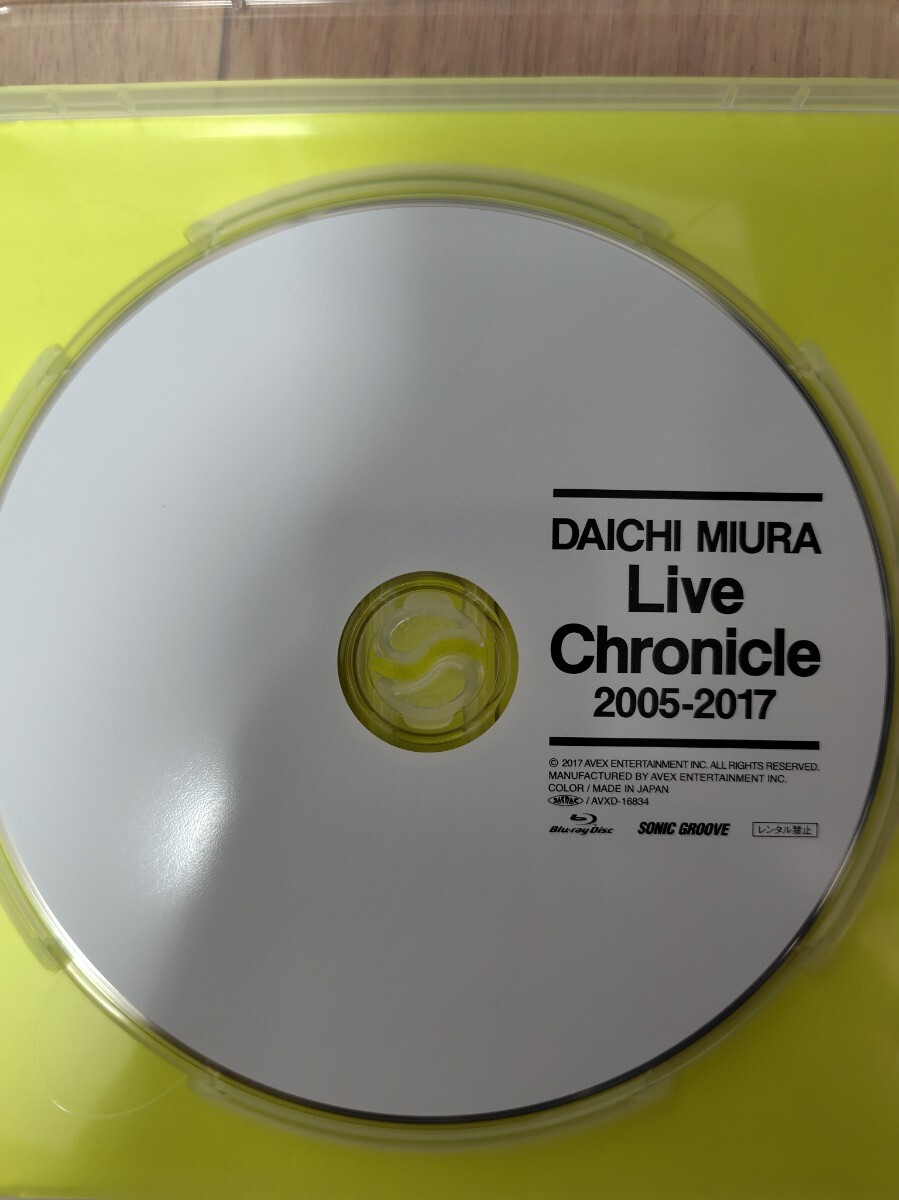 DAICHI MIURA
Live
Chronicle
2005-2017
© 2017 AVEX ENTERTAINMENT INC. ALL RIGHTS RESERVED.
MANUFACTURED BY AVEX ENTERTAINMENT INC.
COLOR / MADE IN JAPAN
JASRAC / AVXD-16834
Blu-ray Disc SONIC GROOVE レンタル禁止